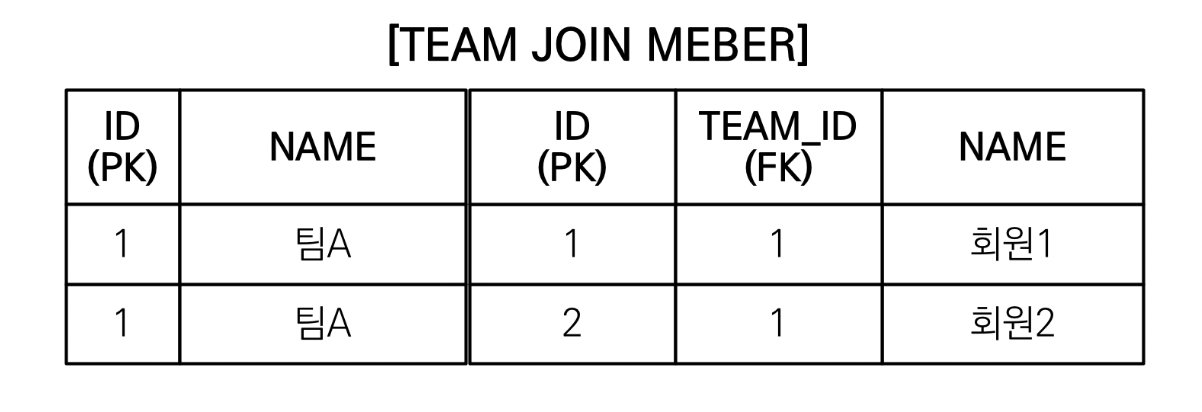 [TEAM JOIN MEBER]
ID (PK) NAME ID (PK) TEAM_ID (FK) NAME
1 팀A 1 1 회원1
1 팀A 2 1 회원2